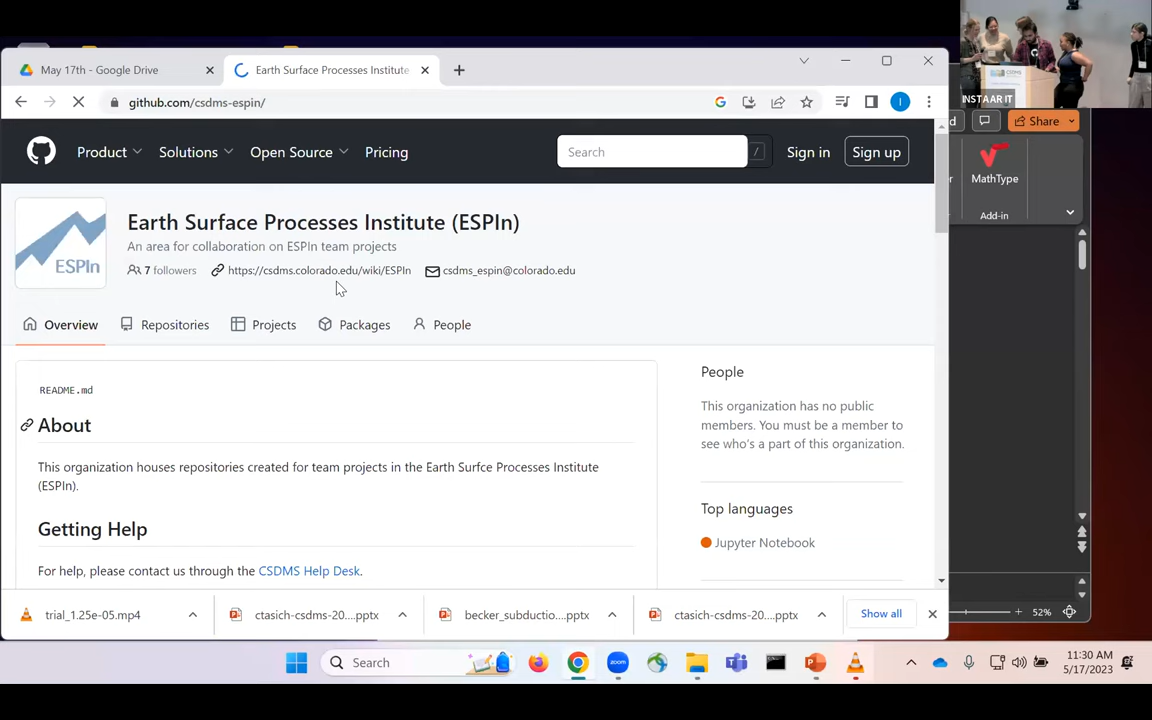 May 17th - Google Drive
Earth Surface Processes Institute
github.com/csdms-espin/
Product
Solutions
Open Source
Pricing
Search
/
Sign in
Sign up
ESPIn
Earth Surface Processes Institute (ESPIn)
An area for collaboration on ESPIn team projects
7 followers
https://csdms.colorado.edu/wiki/ESPIn
csdms_espin@colorado.edu
Overview
Repositories
Projects
Packages
People
README.md
About
This organization houses repositories created for team projects in the Earth Surfce Processes Institute
(ESPIn).
Getting Help
For help, please contact us through the CSDMS Help Desk.
People
This organization has no public
members. You must be a member to
see who's a part of this organization.
Top languages
Jupyter Notebook
trial_1.25e-05.mp4
ctasich-csdms-20....pptx
becker_subductio....pptx
ctasich-csdms-20....pptx
Show all
INSTAAR IT
d
Share
MathType
Add-in
52%
Search
zoom
11:30 AM
5/17/2023